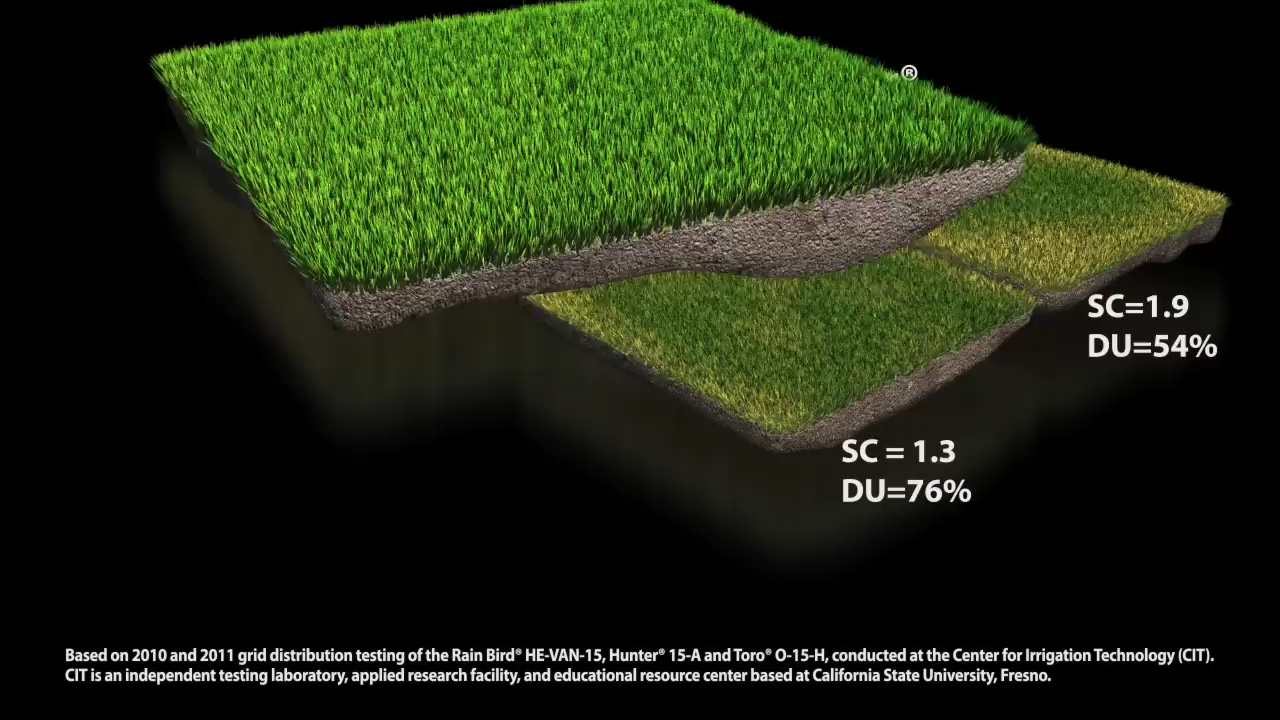 ®
SC=1.9
DU=54%
SC = 1.3
DU=76%
Based on 2010 and 2011 grid distribution testing of the Rain Bird® HE-VAN-15, Hunter® 15-A and Toro® O-15-H, conducted at the Center for Irrigation Technology (CIT).
CIT is an independent testing laboratory, applied research facility, and educational resource center based at California State University, Fresno.